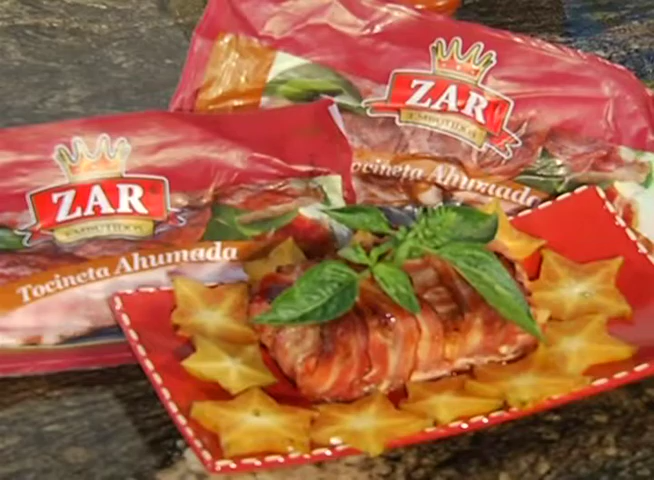 ZAR
EMBUTIDOS
Tocineta Ahumada
ZAR
EMBUTIDOS
Tocineta Ahumada